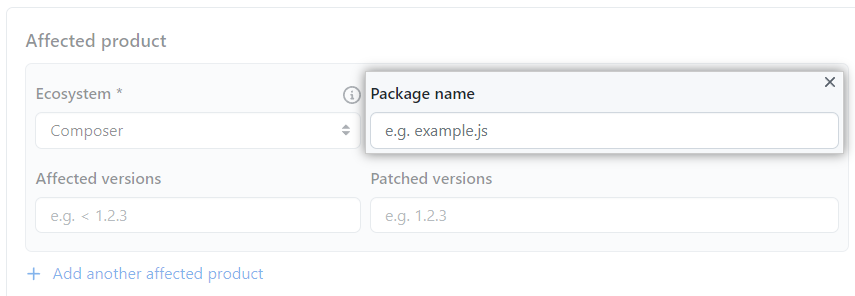 Affected product
Ecosystem *
Package name
Composer
e.g. example.js
Affected versions
Patched versions
e.g. < 1.2.3
e.g. 1.2.3
+ Add another affected product